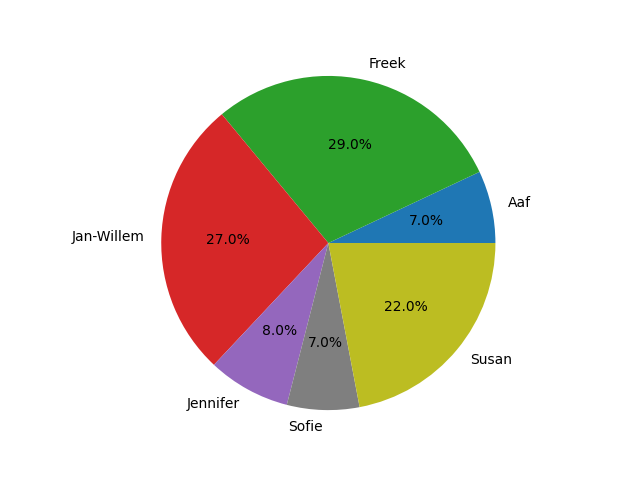 Freek
29.0%
Aaf
7.0%
Jan-Willem
27.0%
22.0%
8.0%
7.0%
Susan
Jennifer
Sofie